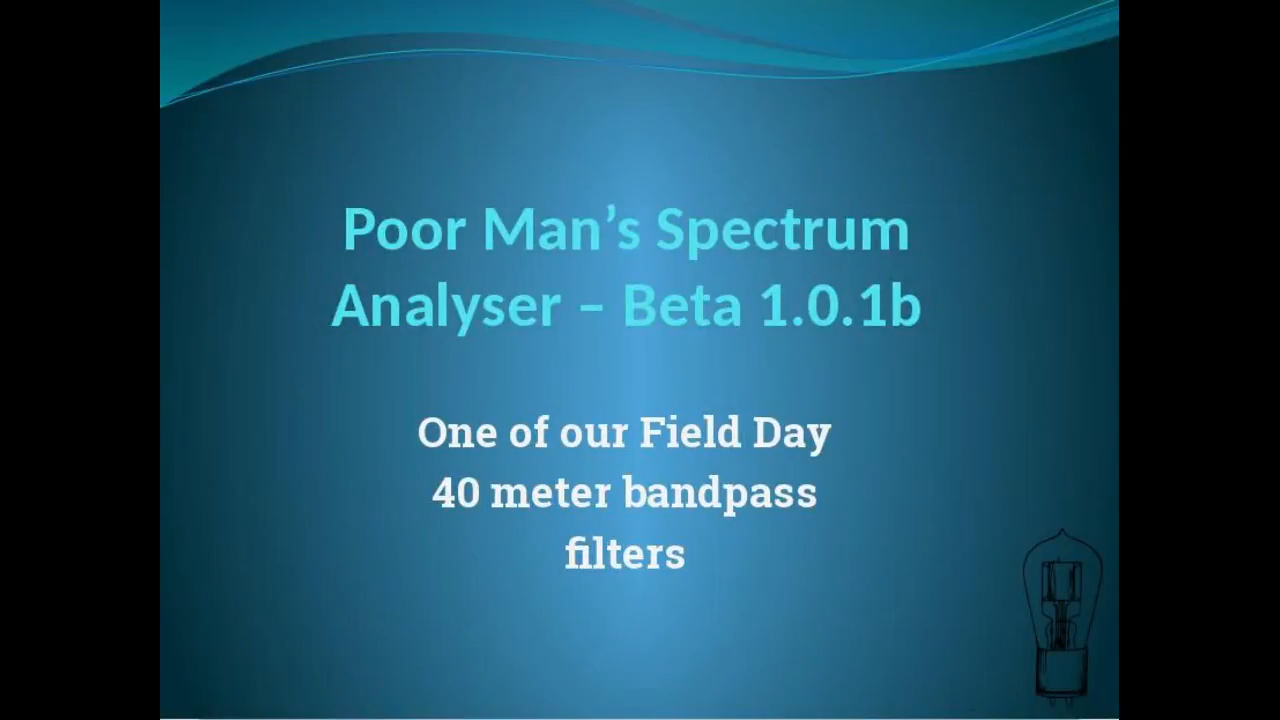 Poor Man’s Spectrum
Analyser – Beta 1.0.1b
One of our Field Day
40 meter bandpass
filters